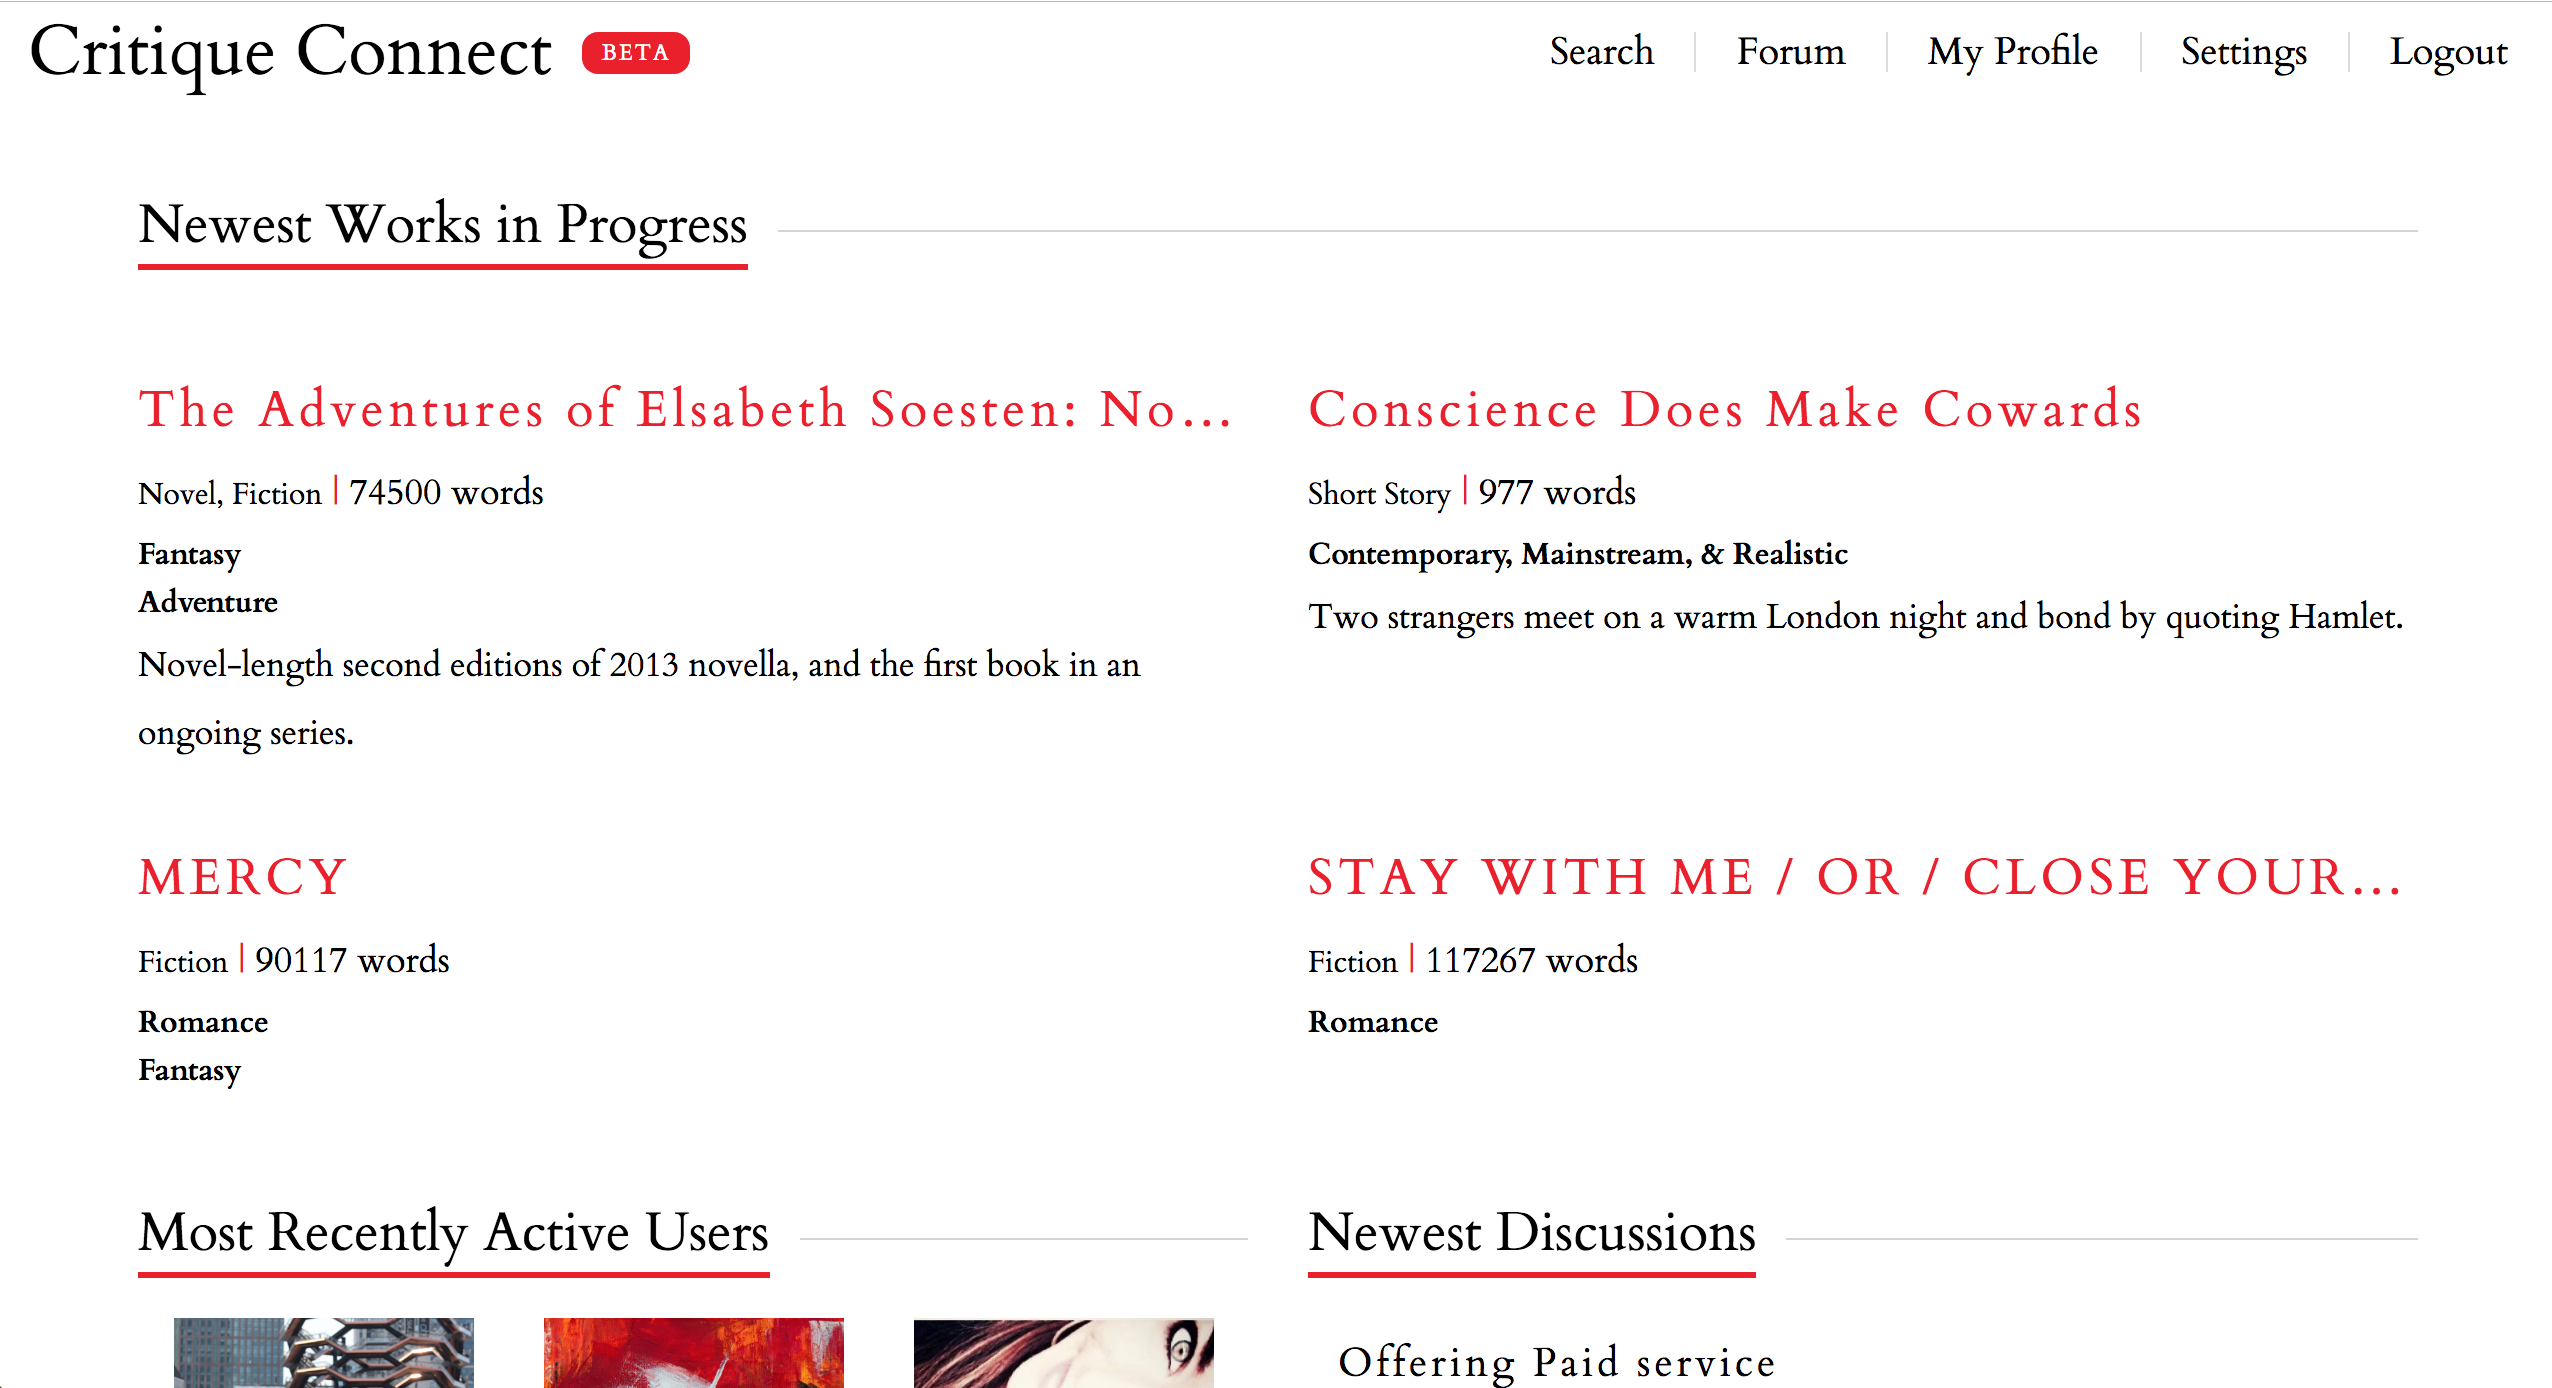 Critique Connect BETA
Search | Forum | My Profile | Settings | Logout
Newest Works in Progress
The Adventures of Elsabeth Soesten: No...
Novel, Fiction | 74500 words
Fantasy
Adventure
Novel-length second editions of 2013 novella, and the first book in an
ongoing series.
Conscience Does Make Cowards
Short Story | 977 words
Contemporary, Mainstream, & Realistic
Two strangers meet on a warm London night and bond by quoting Hamlet.
MERCY
Fiction | 90117 words
Romance
Fantasy
STAY WITH ME / OR / CLOSE YOUR...
Fiction | 117267 words
Romance
Most Recently Active Users
Newest Discussions
Offering Paid service